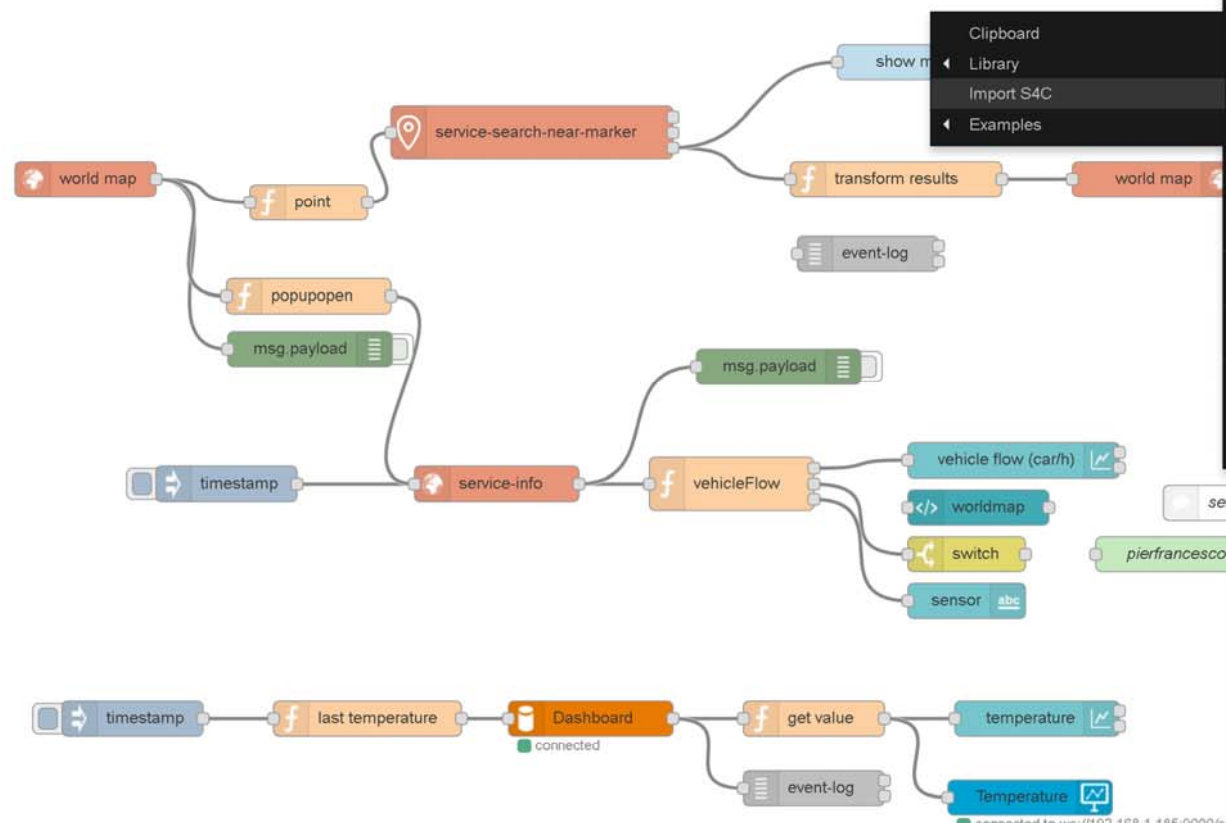 Clipboard
show m
Library
Import S4C
Examples
service-search-near-marker
world map
transform results
world map
point
event-log
popupopen
msg.payload
msg.payload
vehicle flow (car/h)
timestamp
service-info
vehicleFlow
worldmap
se
switch
pierfrancesco
sensor
abc
timestamp
last temperature
Dashboard
get value
temperature
connected
event-log
Temperature